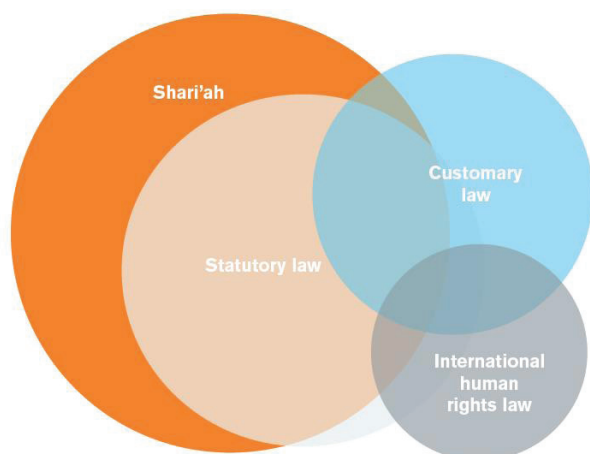 Shari'ah
Customary
law
Statutory law
International
human
rights law